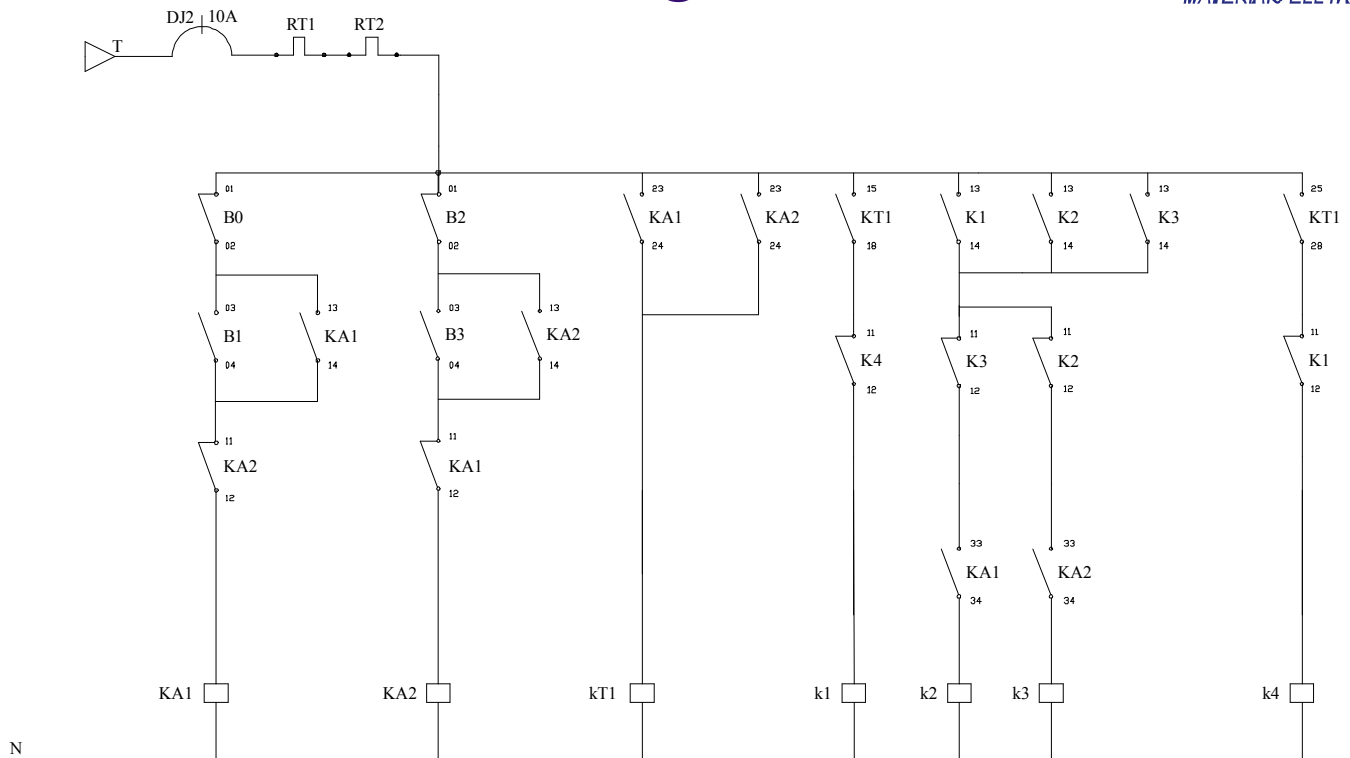 DJ2 10A
RT1 RT2
T
01 01 23 23 15 13 13 13 25
B0 B2 KA1 KA2 KT1 K1 K2 K3 KT1
02 02 24 24 18 14 14 14 28
03 13 03 13 11 11 11 11
B1 KA1 B3 KA2 K4 K3 K2 K1
04 14 04 14 12 12 12 12
11 11
KA2 KA1
12 12
33 33
KA1 KA2
34 34
KA1 KA2 kT1 k1 k2 k3 k4
N